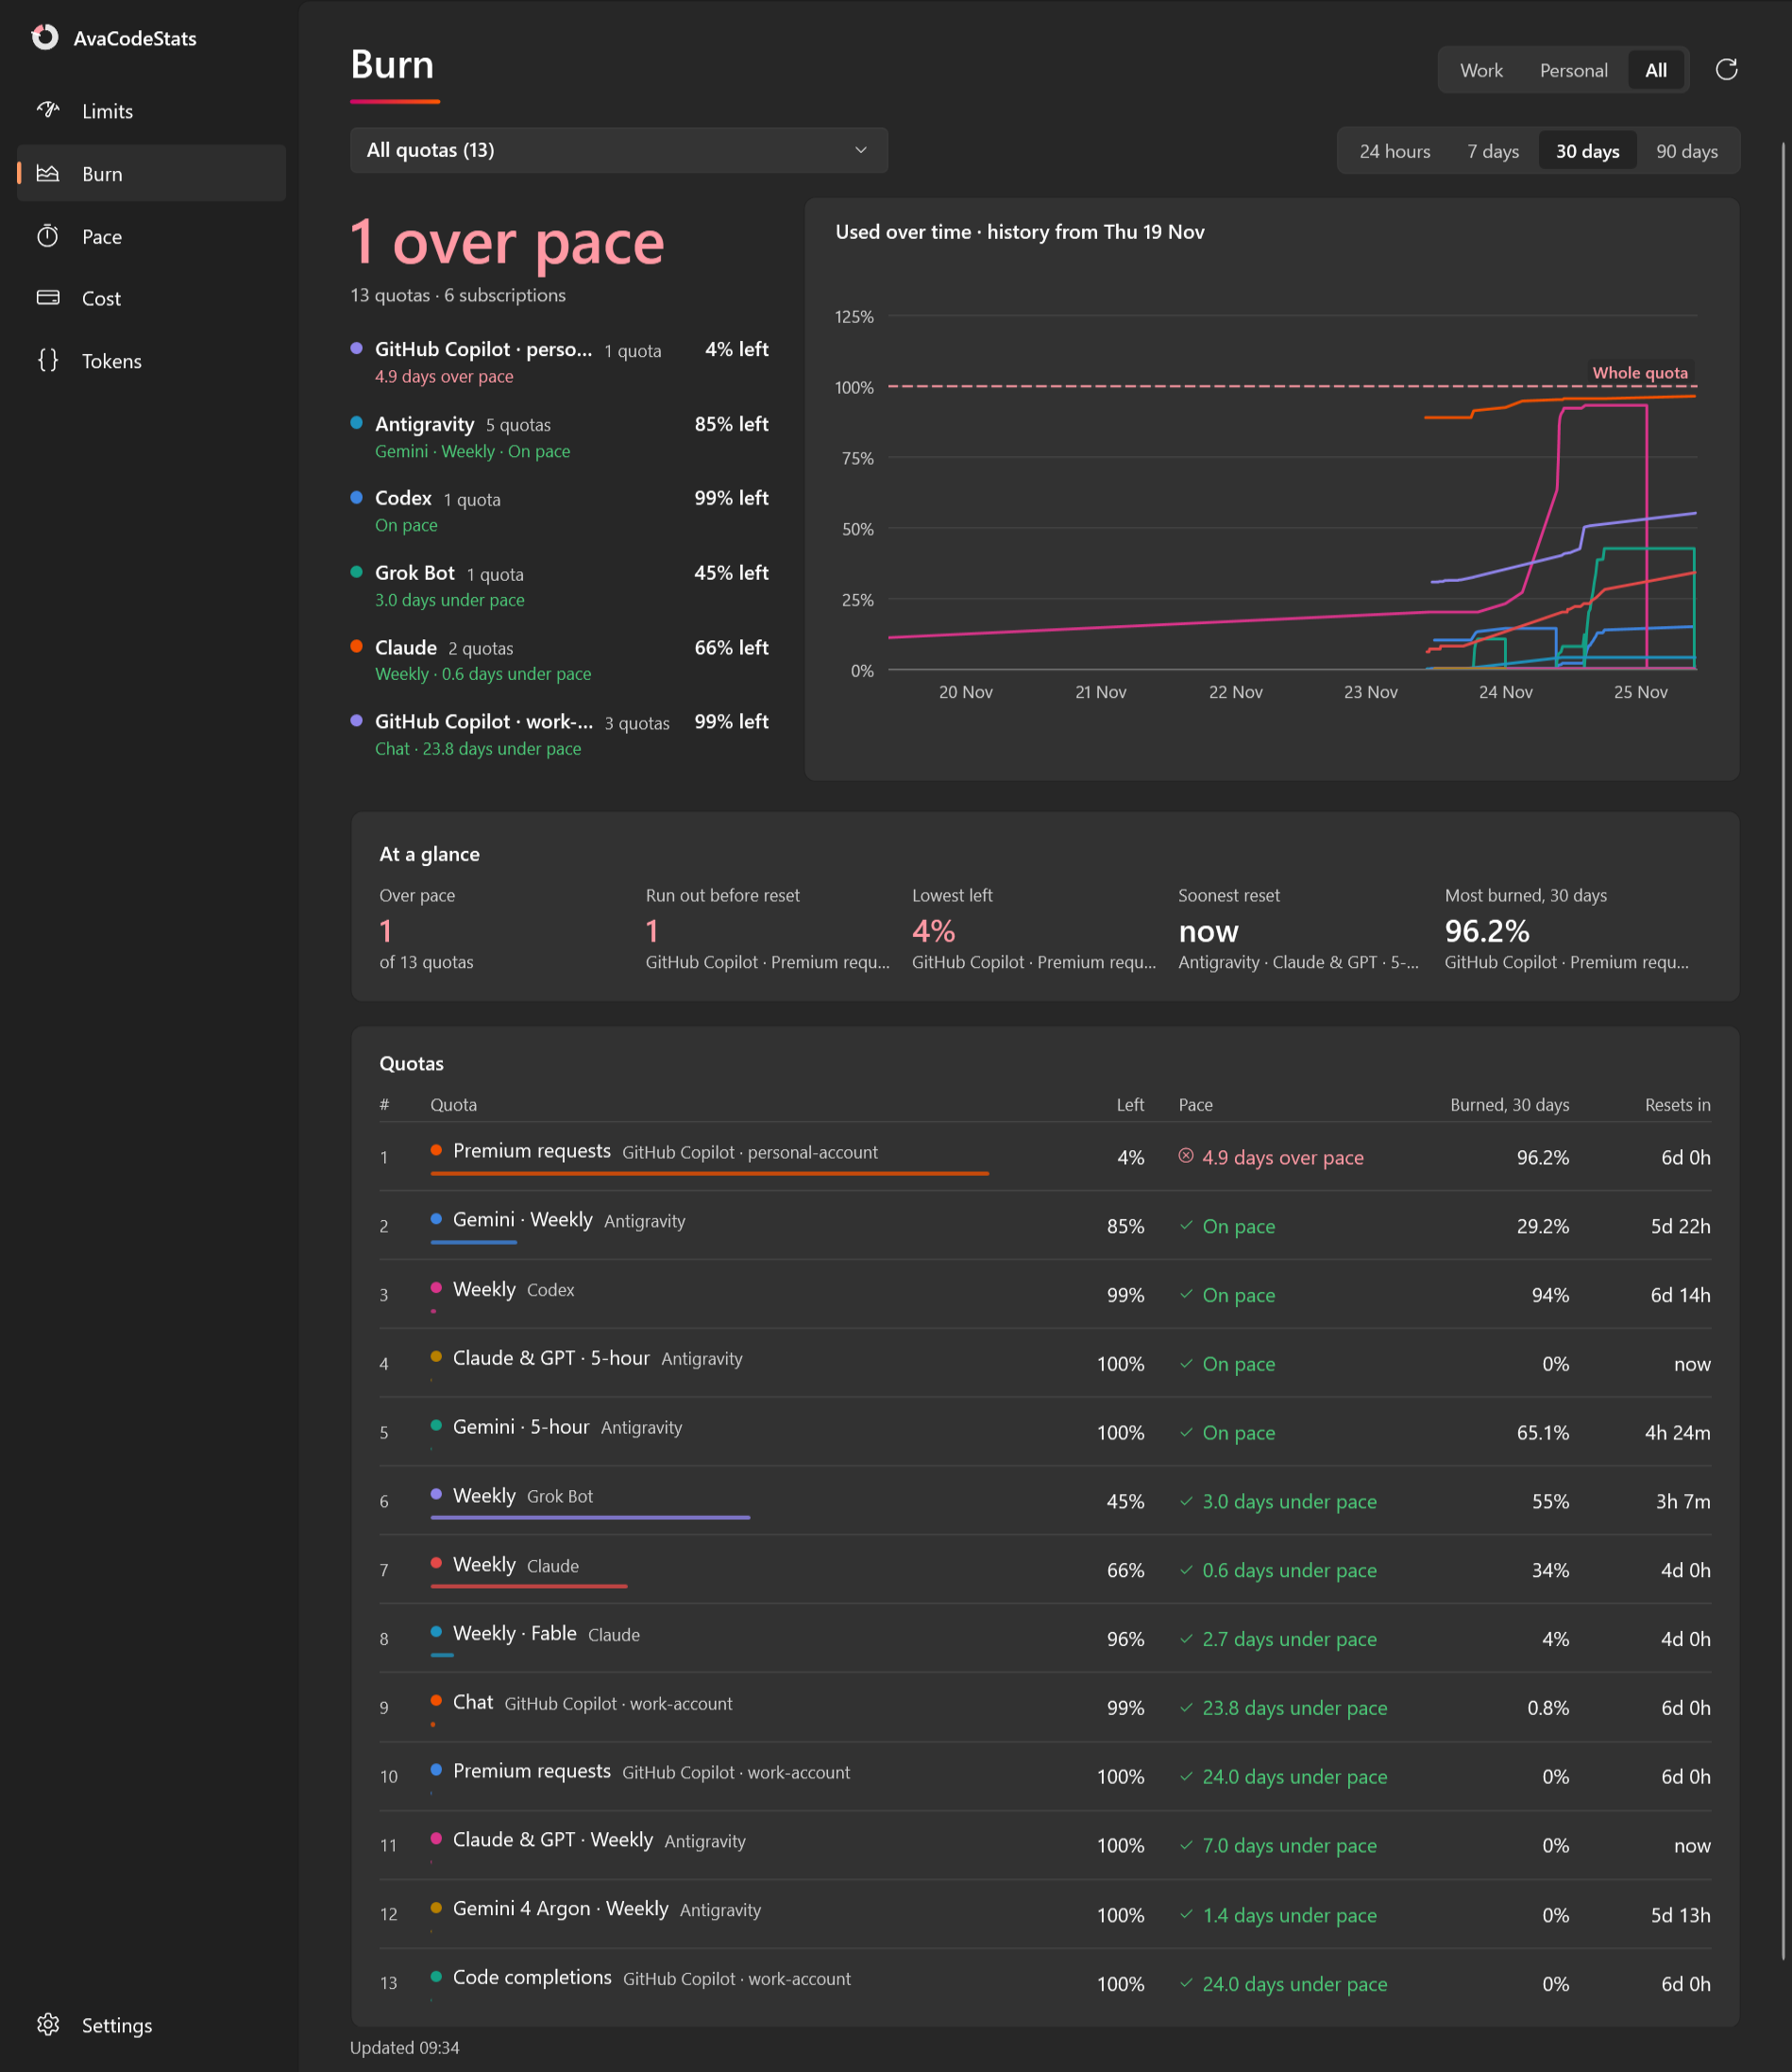 AvaCodeStats
Limits
Burn
Pace
Cost
Tokens
Settings
Burn
Work Personal All
All quotas (13)
24 hours 7 days 30 days 90 days
1 over pace
13 quotas · 6 subscriptions
GitHub Copilot · perso... 1 quota 4% left
4.9 days over pace
Antigravity 5 quotas 85% left
Gemini · Weekly · On pace
Codex 1 quota 99% left
On pace
Grok Bot 1 quota 45% left
3.0 days under pace
Claude 2 quotas 66% left
Weekly · 0.6 days under pace
GitHub Copilot · work-... 3 quotas 99% left
Chat · 23.8 days under pace
Used over time · history from Thu 19 Nov
125%
Whole quota
100%
75%
50%
25%
0%
20 Nov 21 Nov 22 Nov 23 Nov 24 Nov 25 Nov
At a glance
Over pace
1
of 13 quotas
Run out before reset
1
GitHub Copilot · Premium requ...
Lowest left
4%
GitHub Copilot · Premium requ...
Soonest reset
now
Antigravity · Claude & GPT · 5-...
Most burned, 30 days
96.2%
GitHub Copilot · Premium requ...
Quotas
# Quota Left Pace Burned, 30 days Resets in
1 Premium requests GitHub Copilot · personal-account 4% 4.9 days over pace 96.2% 6d 0h
2 Gemini · Weekly Antigravity 85% On pace 29.2% 5d 22h
3 Weekly Codex 99% On pace 94% 6d 14h
4 Claude & GPT · 5-hour Antigravity 100% On pace 0% now
5 Gemini · 5-hour Antigravity 100% On pace 65.1% 4h 24m
6 Weekly Grok Bot 45% 3.0 days under pace 55% 3h 7m
7 Weekly Claude 66% 0.6 days under pace 34% 4d 0h
8 Weekly · Fable Claude 96% 2.7 days under pace 4% 4d 0h
9 Chat GitHub Copilot · work-account 99% 23.8 days under pace 0.8% 6d 0h
10 Premium requests GitHub Copilot · work-account 100% 24.0 days under pace 0% 6d 0h
11 Claude & GPT · Weekly Antigravity 100% 7.0 days under pace 0% now
12 Gemini 4 Argon · Weekly Antigravity 100% 1.4 days under pace 0% 5d 13h
13 Code completions GitHub Copilot · work-account 100% 24.0 days under pace 0% 6d 0h
Updated 09:34